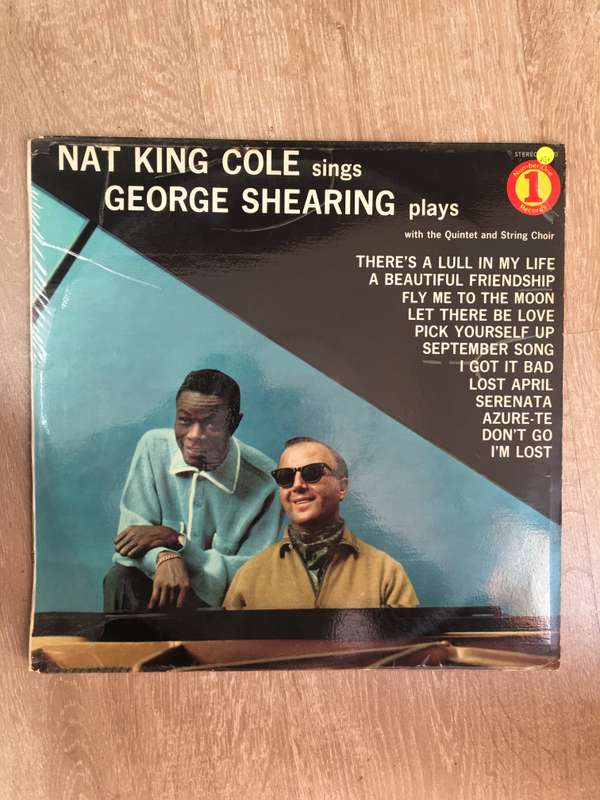 NAT KING COLE sings
GEORGE SHEARING plays
with the Quintet and String Choir
STEREO
1
THERE'S A LULL IN MY LIFE
A BEAUTIFUL FRIENDSHIP
FLY ME TO THE MOON
LET THERE BE LOVE
PICK YOURSELF UP
SEPTEMBER SONG
I GOT IT BAD
LOST APRIL
SERENATA
AZURE-TE
DON'T GO
I'M LOST